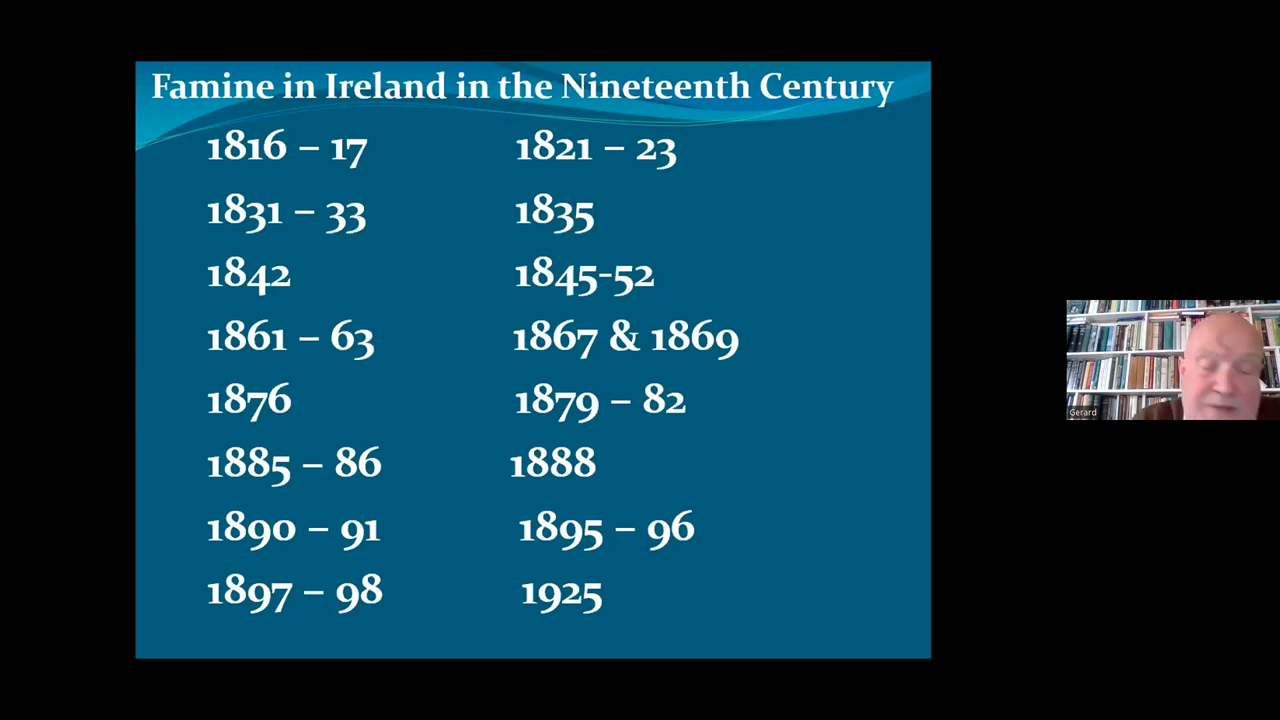 Famine in Ireland in the Nineteenth Century
1816 – 17 1821 – 23
1831 – 33 1835
1842 1845-52
1861 – 63 1867 & 1869
1876 1879 – 82
1885 – 86 1888
1890 – 91 1895 – 96
1897 – 98 1925
Gerard